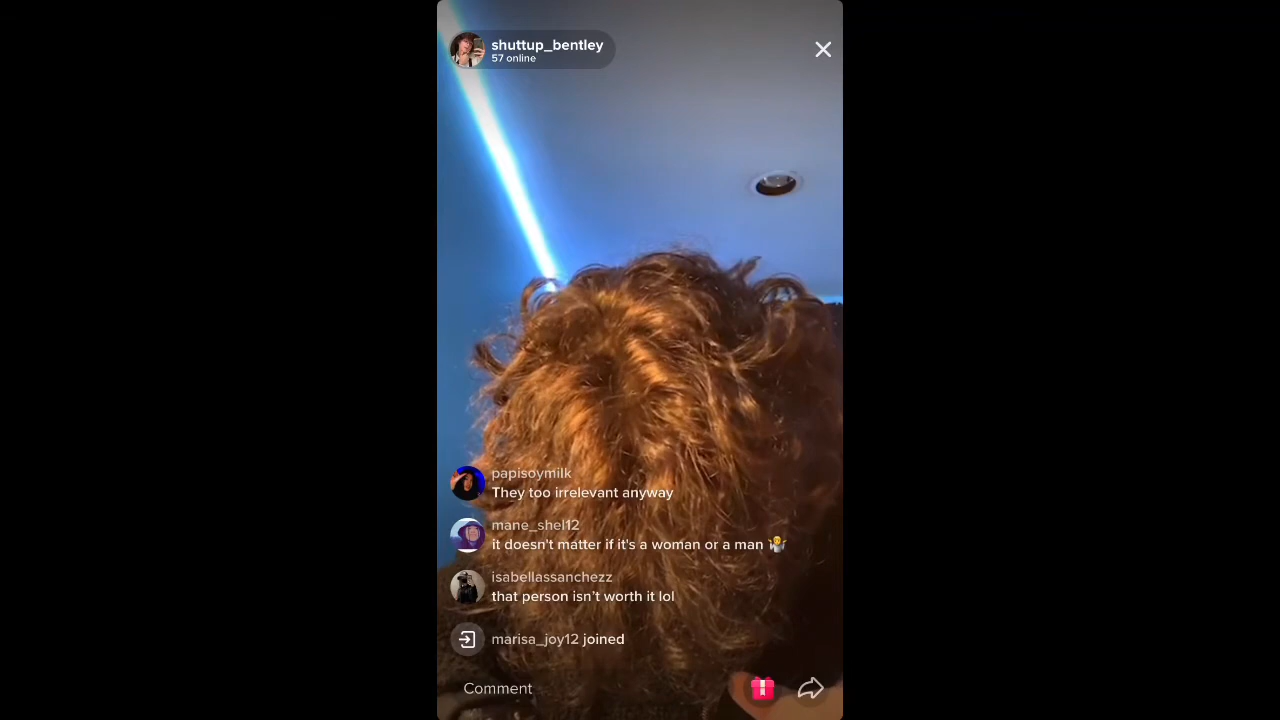 shuttup_bentley
57 online
papisoymilk
They too irrelevant anyway
mane_shel12
it doesn't matter if it's a woman or a man 🤷
isabellassanchezz
that person isn’t worth it lol
marisa_joy12 joined
Comment